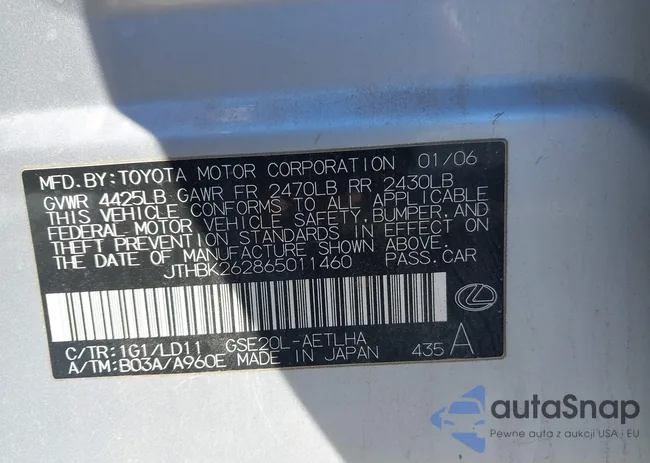 MFD.BY:TOYOTA MOTOR CORPORATION 01/06
GVWR 4425LB GAWR FR 2470LB RR 2430LB
THIS VEHICLE CONFORMS TO ALL APPLICABLE
FEDERAL MOTOR VEHICLE SAFETY,BUMPER,AND
THEFT PREVENTION STANDARDS IN EFFECT ON
THE DATE OF MANUFACTURE SHOWN ABOVE.
JTHBK262865011460 PASS.CAR
C/TR:1G1/LD11 GSE20L-AETLHA
A/TM:B03A/A960E MADE IN JAPAN 435 A
autaSnap
Pewne auta z aukcji USA i EU